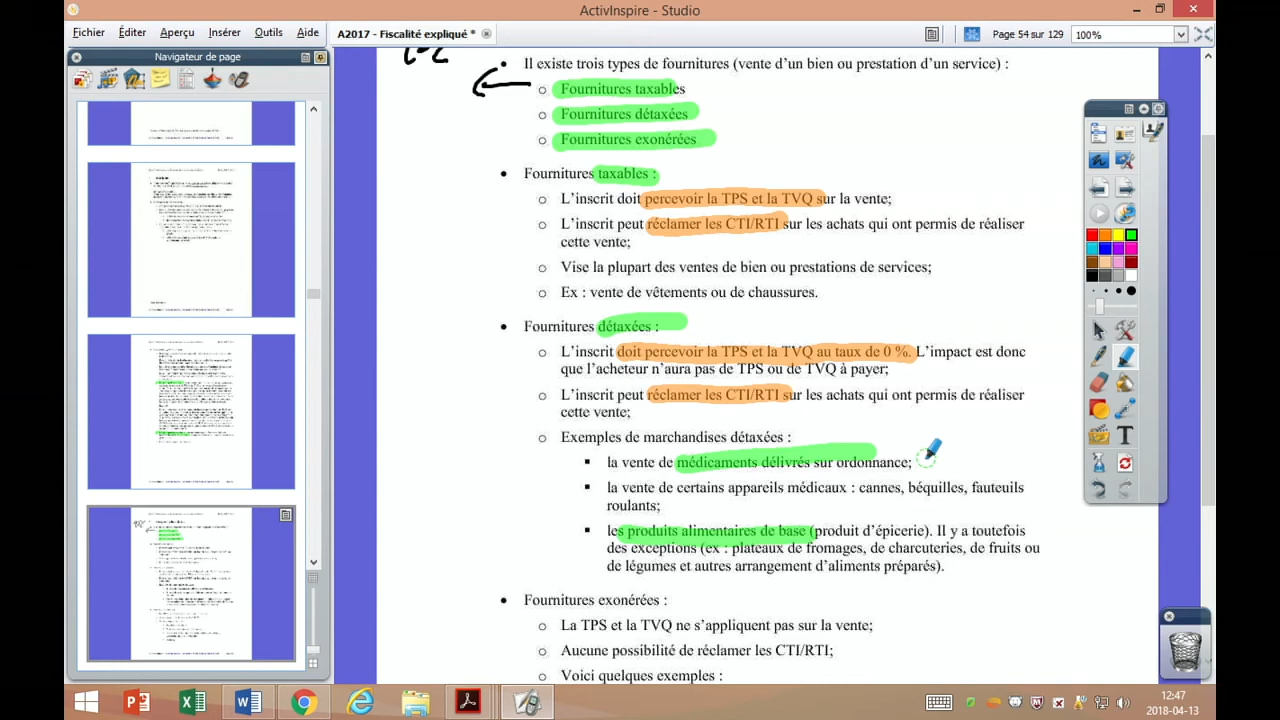 ActivInspire - Studio
Fichier Éditer Aperçu Insérer Outils Aide
A2017 - Fiscalité expliqué *
Page 54 sur 129
100%
Navigateur de page
• Il existe trois types de fournitures (vente d'un bien ou prestation d'un service) :
o Fournitures taxables
o Fournitures détaxées
o Fournitures exonérées
• Fournitures taxables :
o L'inscrit doit percevoir la TPS et la TVQ sur la vente;
o L'inscrit peut réclamer les CTI/RTI sur les achats qui ont permis de réaliser
cette vente;
o Vise la plupart des ventes de bien ou prestations de services;
o Ex : vente de vêtements ou de chaussures.
• Fournitures détaxées :
o L'inscrit doit percevoir la TPS et la TVQ au taux de 0 %. L'impact est donc
que l'acheteur n'aura pas de TPS ou de TVQ à payer;
o L'inscrit peut réclamer les CTI/RTI sur les achats qui ont permis de réaliser
cette vente;
o Exemples de marchandises détaxées :
▪ la vente de médicaments délivrés sur ordonnance;
▪ la vente de certains appareils médicaux : cannes, béquilles, fauteuils
roulants;
▪ les produits alimentaires de base (produits d'épicerie). Il y a toutefois
des exceptions (ex : plateaux de fromages, de charcuteries, de fruits ou
de légumes et autres arrangement d'aliments préparés).
• Fournitures exonérées :
o La TPS et la TVQ ne s'appliquent pas sur la vente;
o Aucune possibilité de réclamer les CTI/RTI;
o Voici quelques exemples :
12:47
2018-04-13